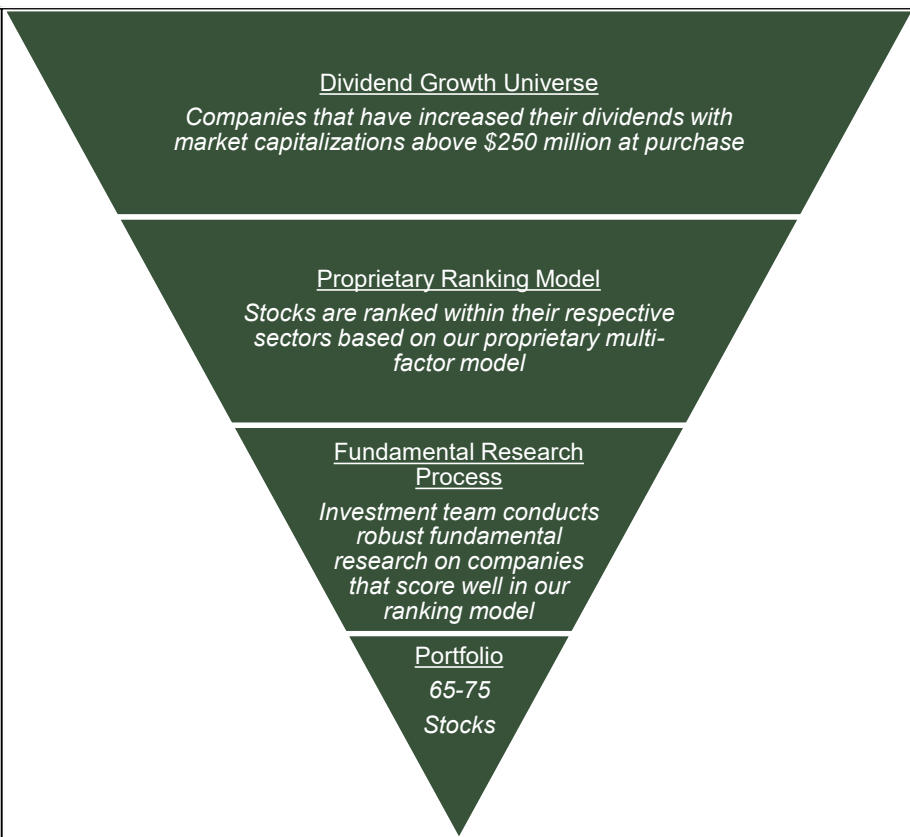 Dividend Growth Universe
Companies that have increased their dividends with
market capitalizations above $250 million at purchase
Proprietary Ranking Model
Stocks are ranked within their respective
sectors based on our proprietary multi-
factor model
Fundamental Research
Process
Investment team conducts
robust fundamental
research on companies
that score well in our
ranking model
Portfolio
65-75
Stocks